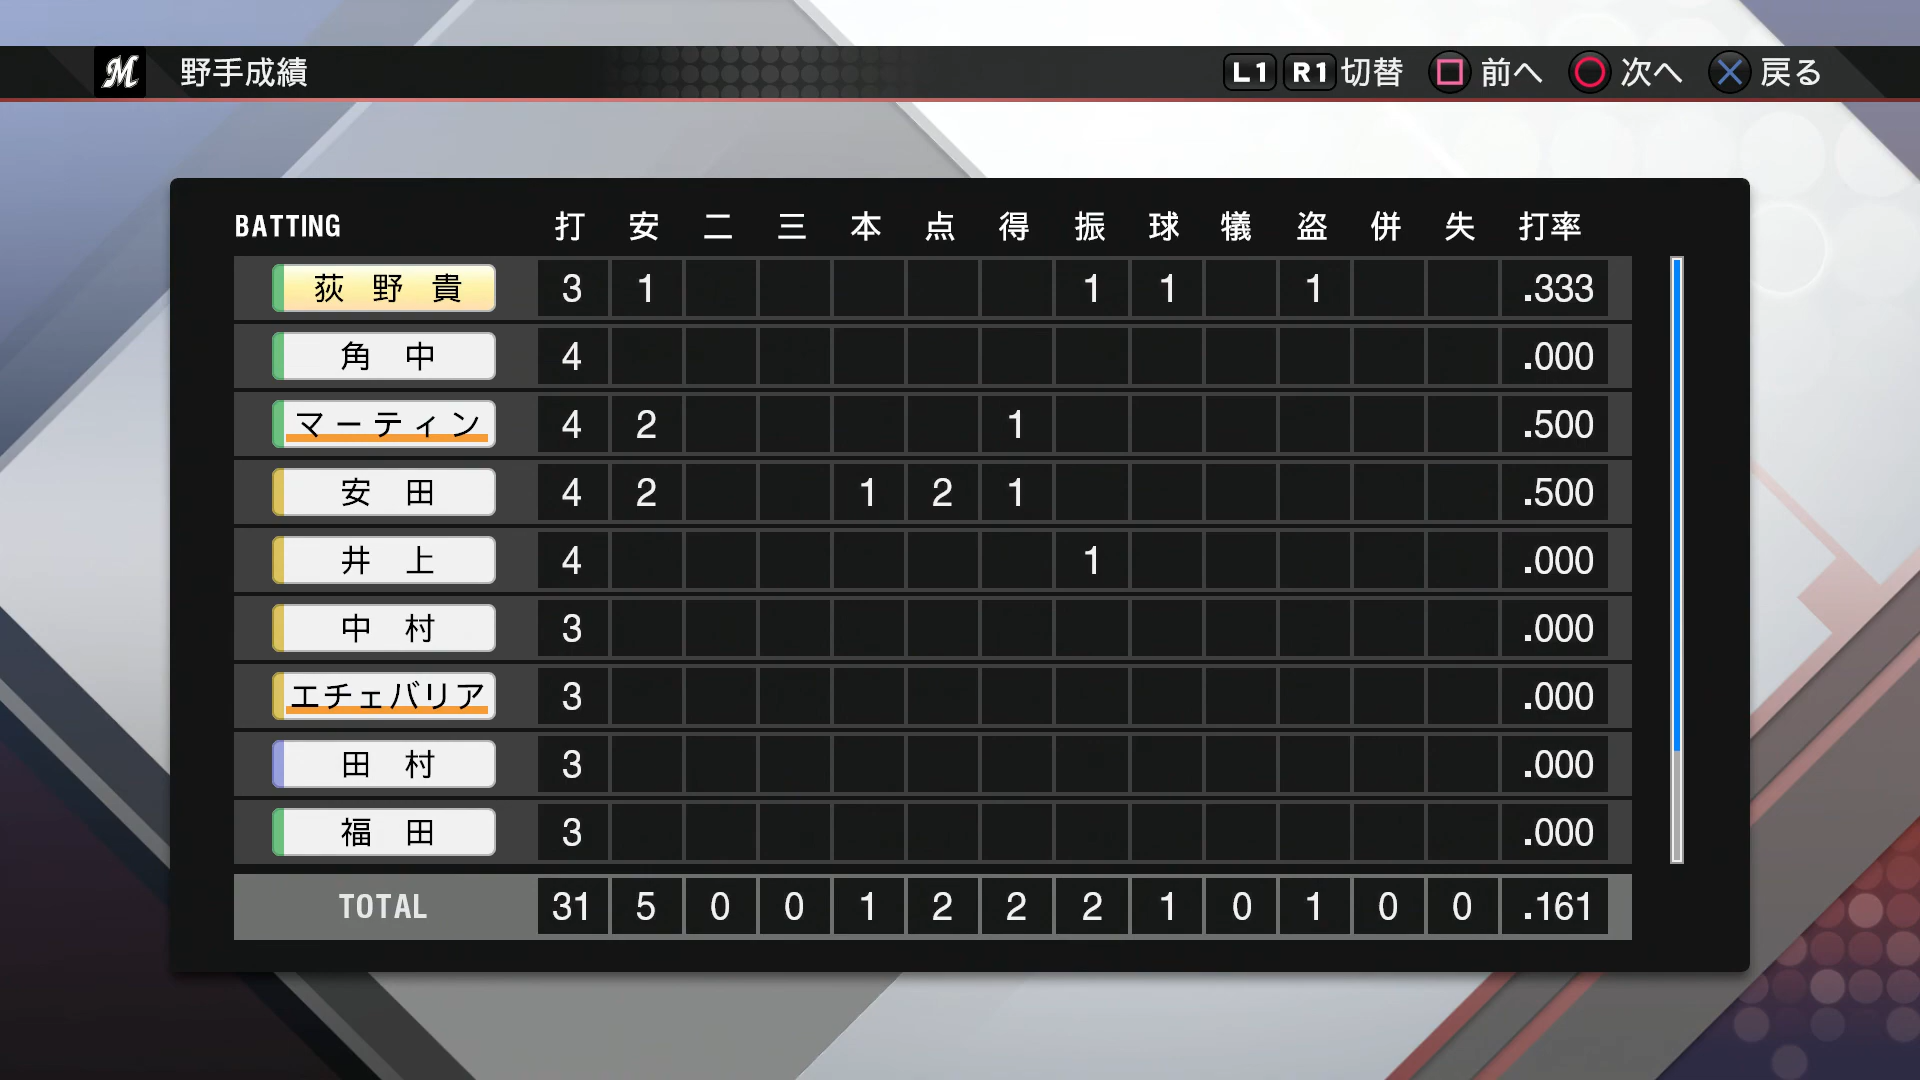 M 野手成績 L1 R1 切替 前へ 次へ 戻る
BATTING 打 安 二 三 本 点 得 振 球 犠 盗 併 失 打率
荻野貴 3 1 1 1 1 .333
角中 4 .000
マーティン 4 2 1 .500
安田 4 2 1 2 1 .500
井上 4 1 .000
中村 3 .000
エチェバリア 3 .000
田村 3 .000
福田 3 .000
TOTAL 31 5 0 0 1 2 2 2 1 0 1 0 0 .161